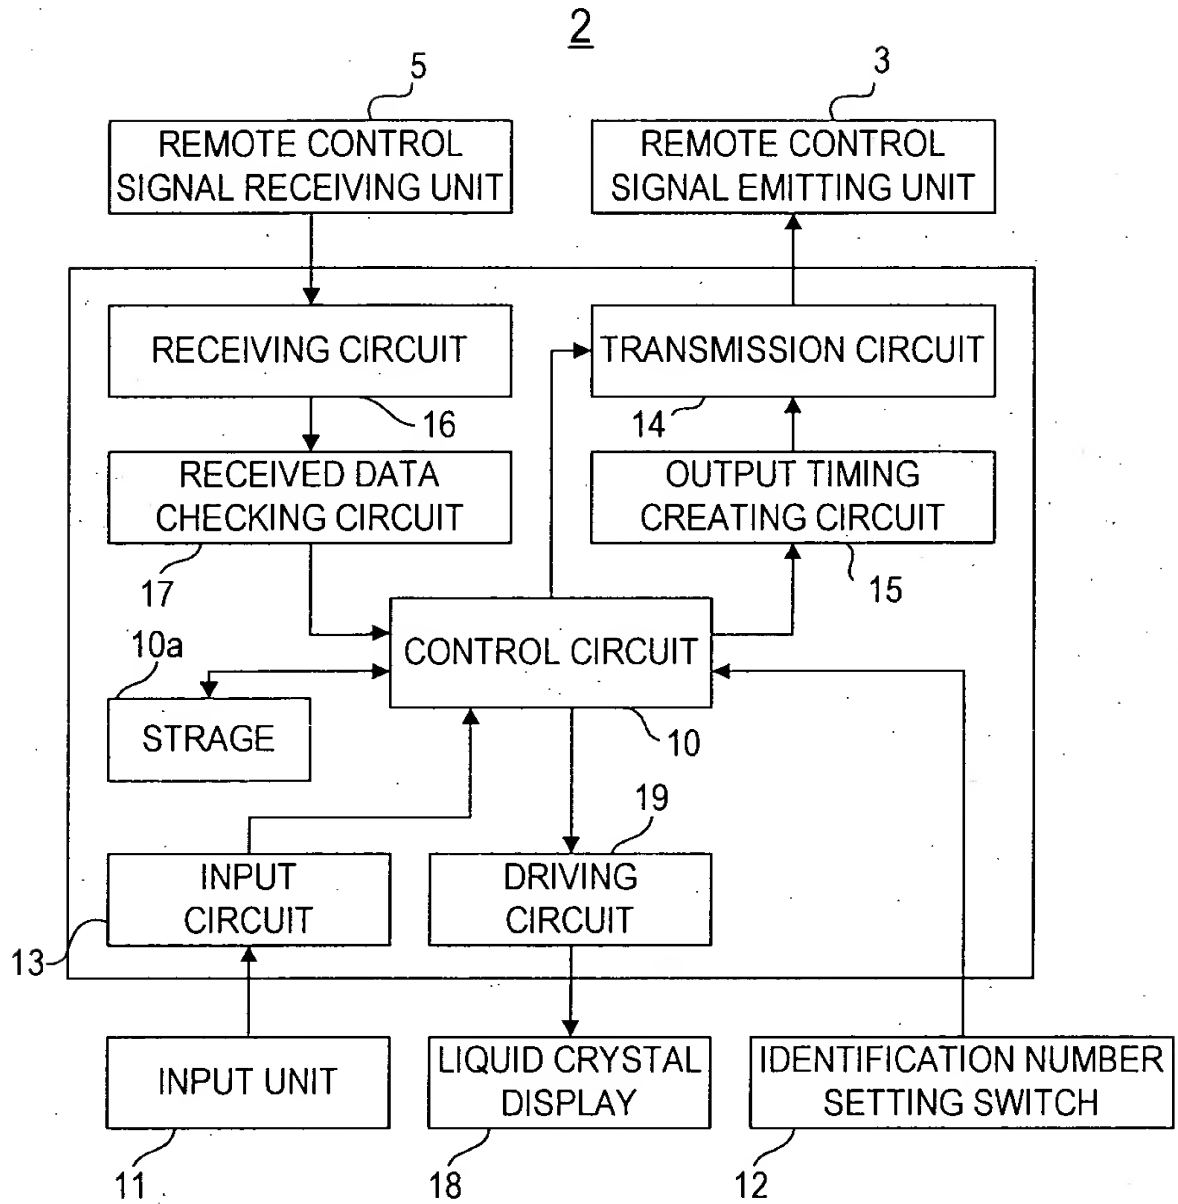 2
5
3
REMOTE CONTROL
SIGNAL RECEIVING UNIT
REMOTE CONTROL
SIGNAL EMITTING UNIT
RECEIVING CIRCUIT
TRANSMISSION CIRCUIT
16
14
RECEIVED DATA
CHECKING CIRCUIT
OUTPUT TIMING
CREATING CIRCUIT
17
15
10a
CONTROL CIRCUIT
STRAGE
10
19
INPUT
CIRCUIT
DRIVING
CIRCUIT
13
INPUT UNIT
LIQUID CRYSTAL
DISPLAY
IDENTIFICATION NUMBER
SETTING SWITCH
11
18
12